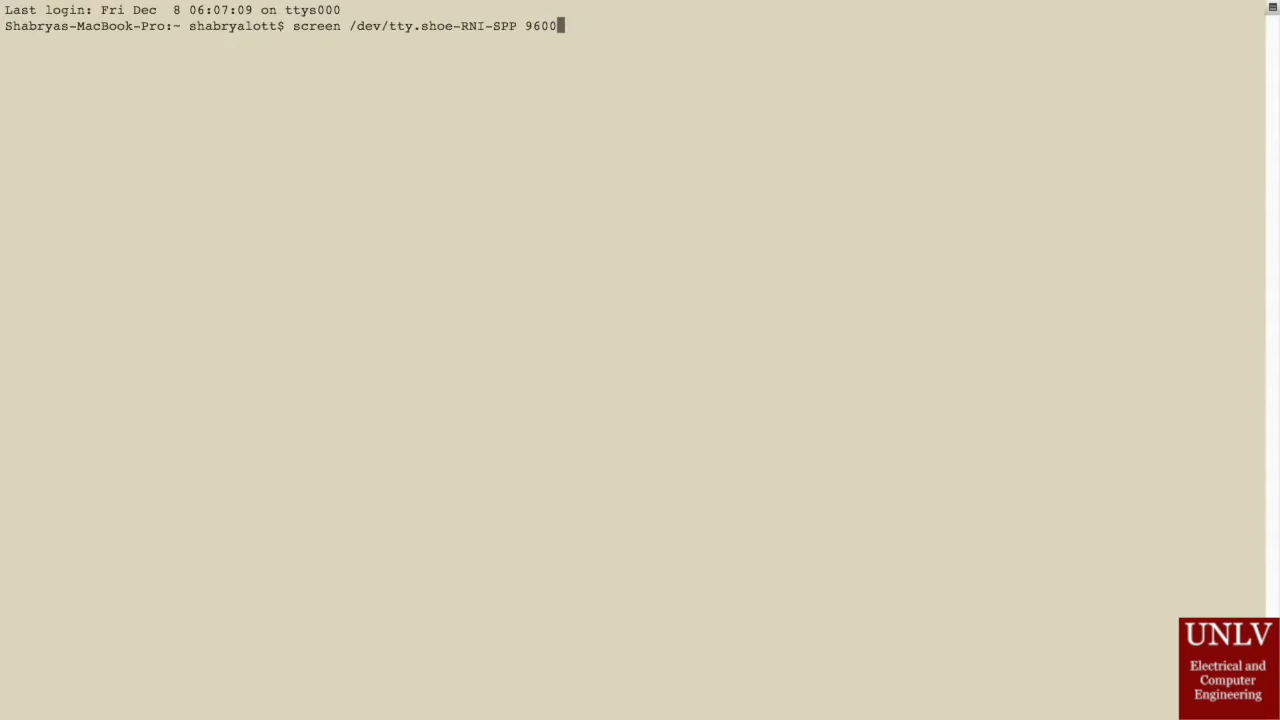 Last login: Fri Dec  8 06:07:09 on ttys000
Shabryas-MacBook-Pro:~ shabryalott$ screen /dev/tty.shoe-RNI-SPP 9600
UNLV
Electrical and
Computer
Engineering